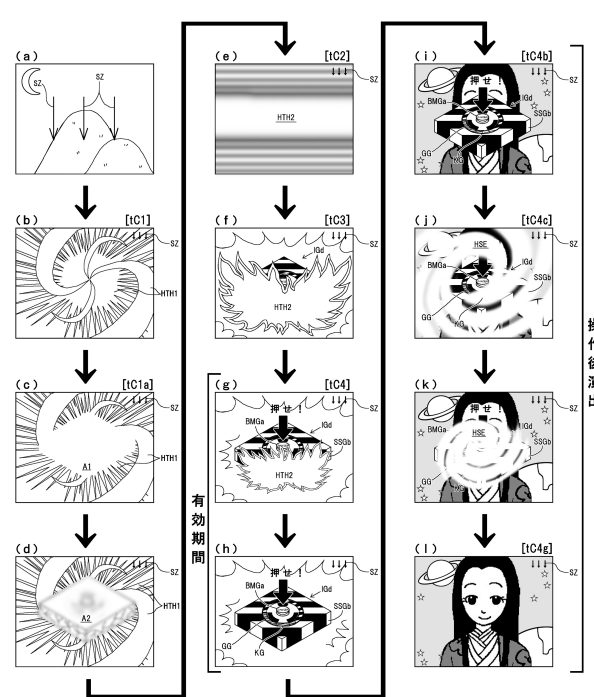 (a)
SZ
SZ
(b) [tC1]
SZ
HTH1
(c) [tC1a]
SZ
HTH1
A1
(d)
SZ
HTH1
A2
(e) [tC2]
SZ
HTH2
(f) [tC3]
SZ
IGd
HTH2
有効期間
(g) [tC4]
SZ
押せ!
BMGa
IGd
SSGb
HTH2
(h)
SZ
押せ!
BMGa
IGd
SSGb
GG
KG
(i) [tC4b]
SZ
押せ!
BMGa
IGd
SSGb
GG
KG
(j) [tC4c]
SZ
HSE
BMGa
IGd
SSGb
GG
KG
(k)
SZ
押せ!
BMGa
HSE
SSGb
GG
(l) [tC4g]
SZ
操作後演出